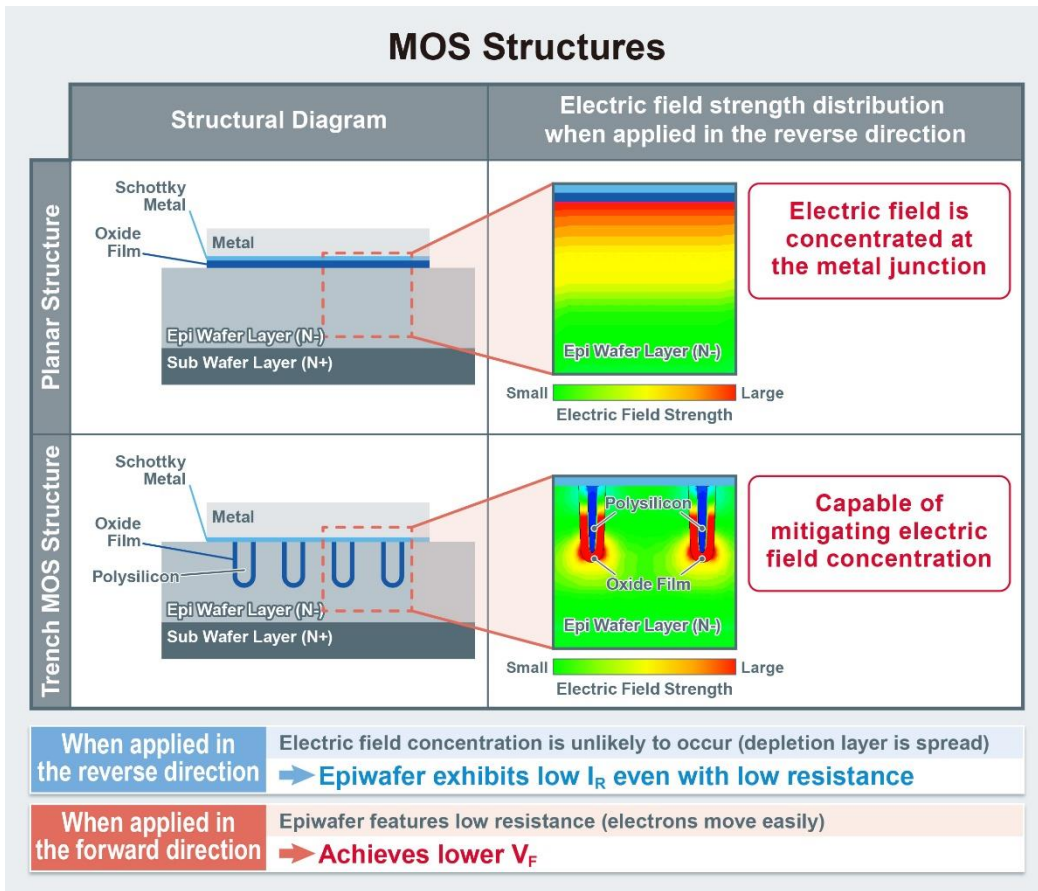 MOS Structures
Structural Diagram
Electric field strength distribution
when applied in the reverse direction
Planar Structure
Schottky
Metal
Oxide
Film
Metal
Epi Wafer Layer (N-)
Sub Wafer Layer (N+)
Epi Wafer Layer (N-)
Small
Large
Electric Field Strength
Electric field is
concentrated at
the metal junction
Trench MOS Structure
Schottky
Metal
Oxide
Film
Polysilicon
Metal
Epi Wafer Layer (N-)
Sub Wafer Layer (N+)
Polysilicon
Oxide Film
Epi Wafer Layer (N-)
Small
Large
Electric Field Strength
Capable of
mitigating electric
field concentration
When applied in
the reverse direction
Electric field concentration is unlikely to occur (depletion layer is spread)
Epiwafer exhibits low IR even with low resistance
When applied in
the forward direction
Epiwafer features low resistance (electrons move easily)
Achieves lower VF